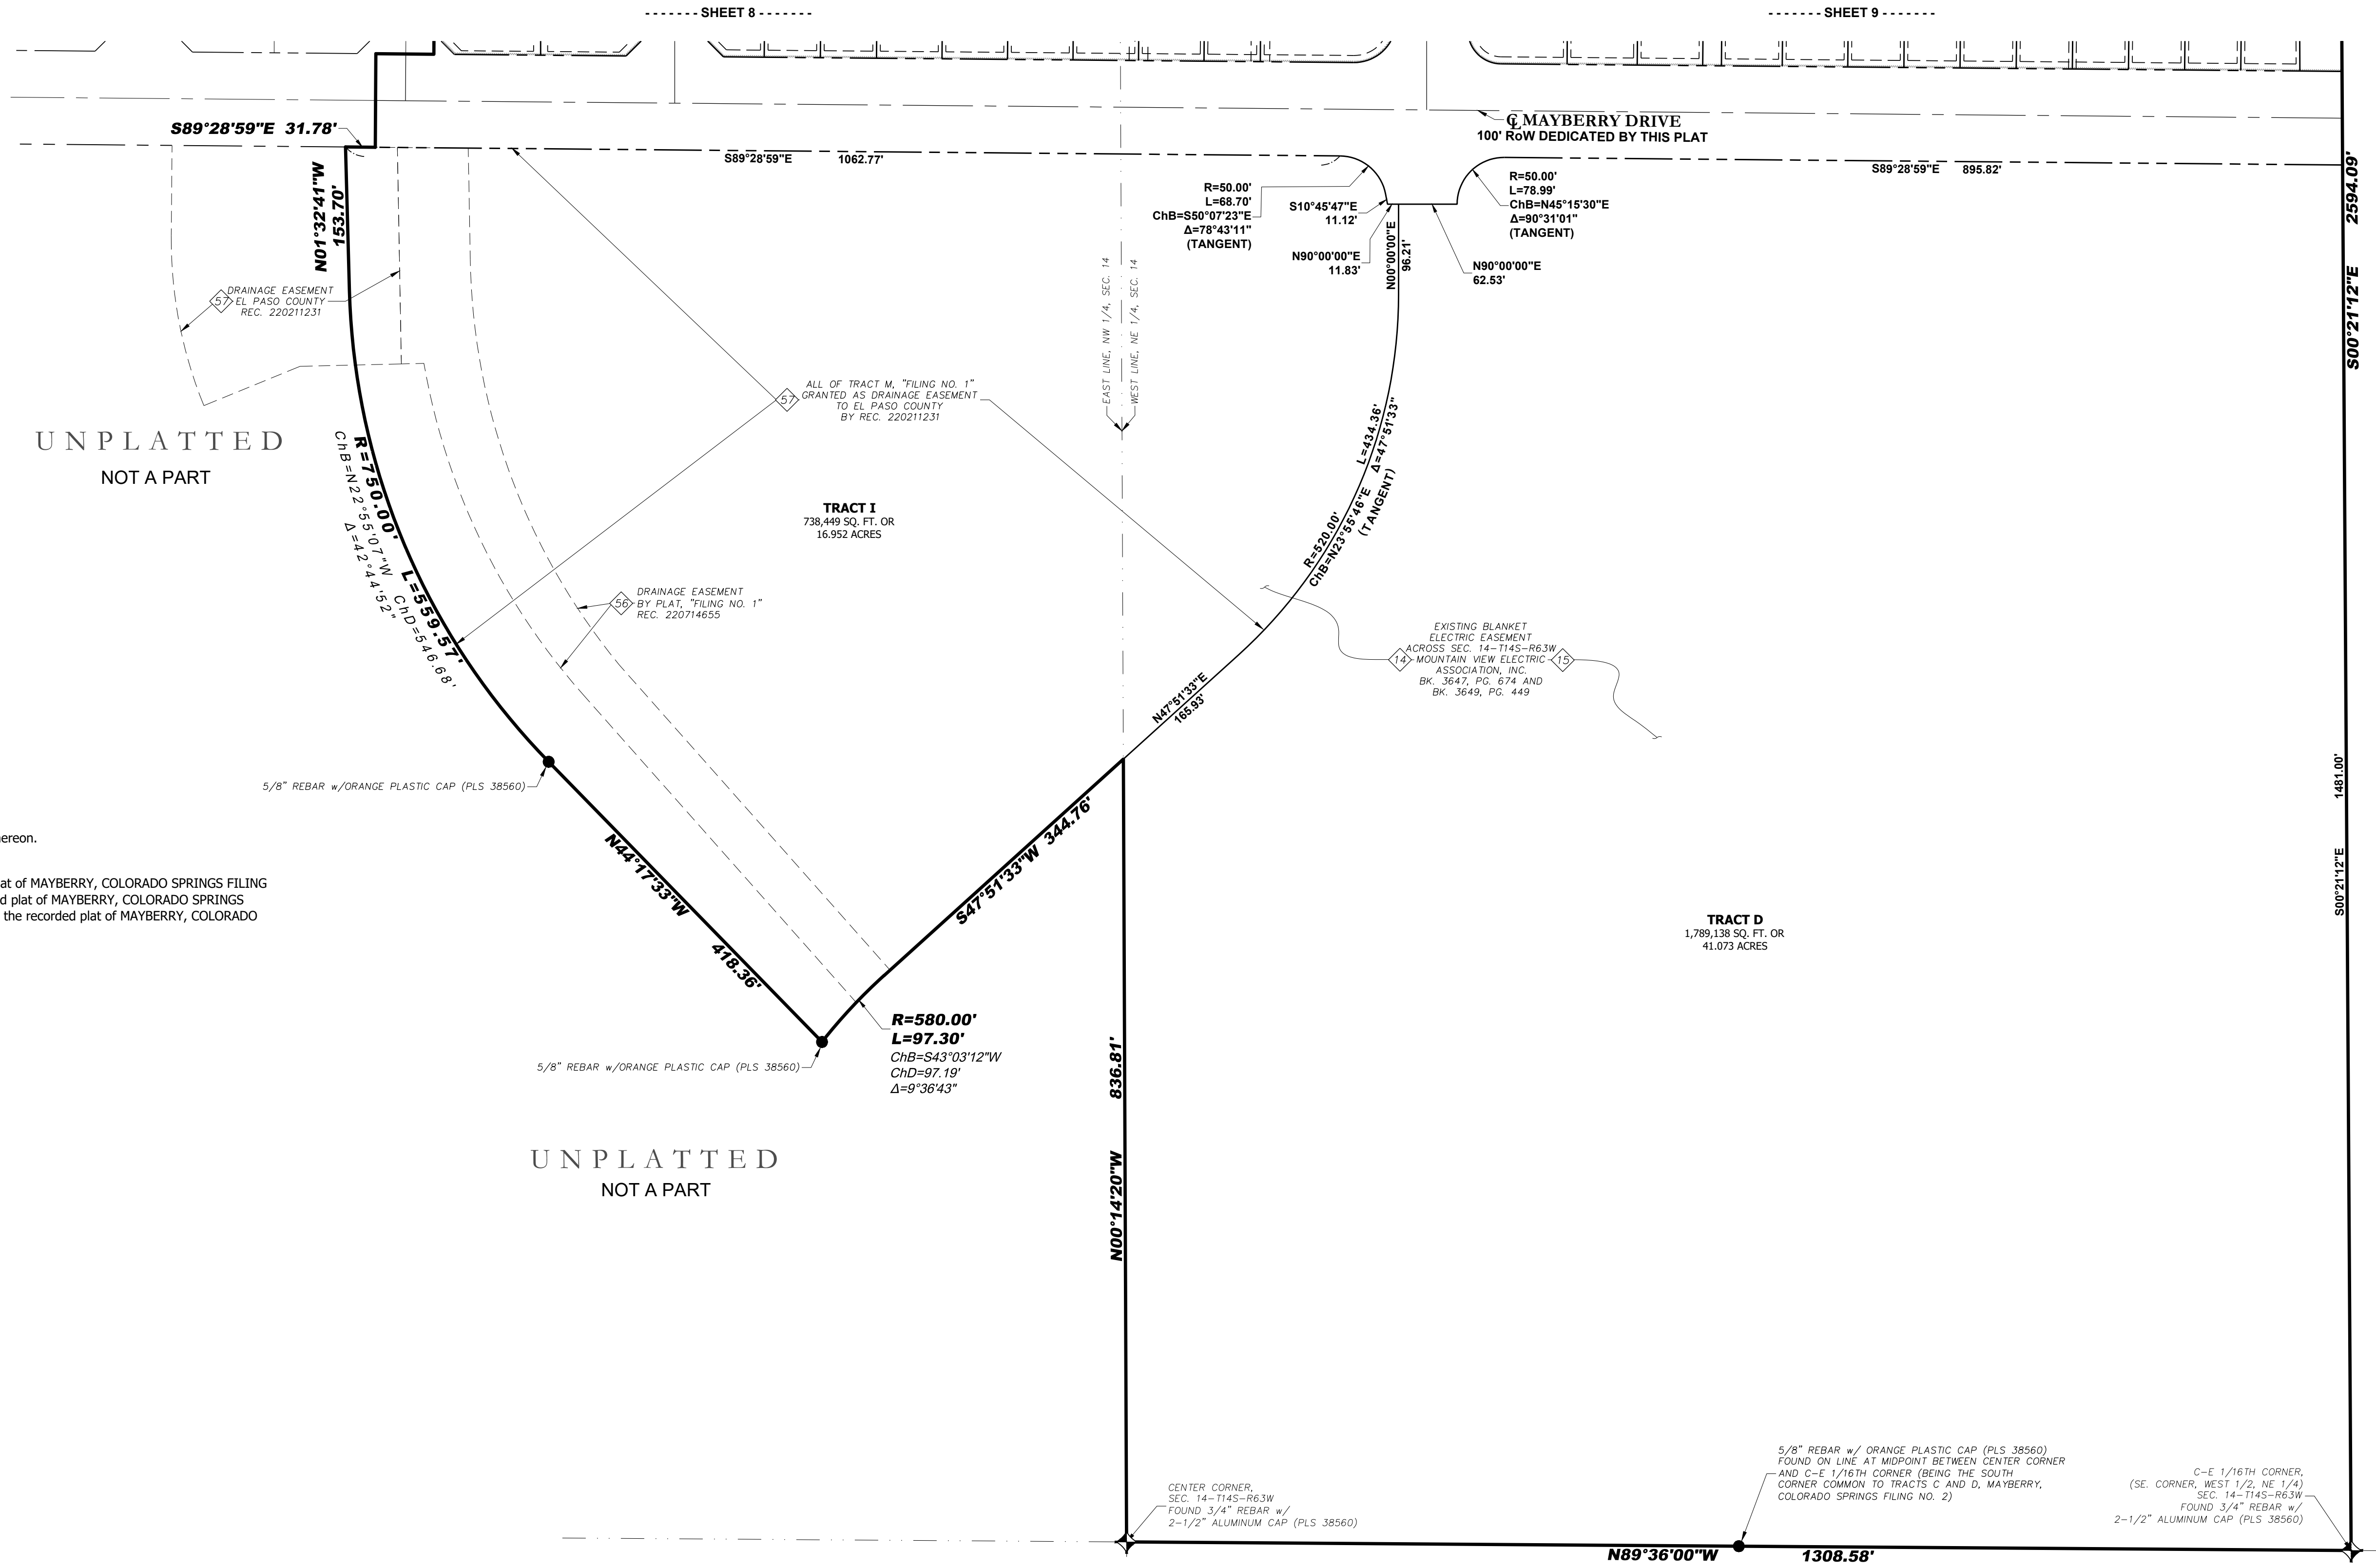 ------- SHEET 8 -------
------- SHEET 9 -------
S89°28'59"E 31.78'
℄ MAYBERRY DRIVE
100' RoW DEDICATED BY THIS PLAT
S89°28'59"E 1062.77'
S89°28'59"E 895.82'
N01°32'41"W
153.70'
R=50.00'
L=68.70'
ChB=S50°07'23"E
Δ=78°43'11"
(TANGENT)
S10°45'47"E
11.12'
N90°00'00"E
11.83'
N00°00'00"E
96.21'
R=50.00'
L=78.99'
ChB=N45°15'30"E
Δ=90°31'01"
(TANGENT)
N90°00'00"E
62.53'
S00°21'12"E 2594.09'
DRAINAGE EASEMENT
57 EL PASO COUNTY
REC. 220211231
EAST LINE, NW 1/4, SEC. 14
WEST LINE, NE 1/4, SEC. 14
ALL OF TRACT M, "FILING NO. 1"
57 GRANTED AS DRAINAGE EASEMENT
TO EL PASO COUNTY
BY REC. 220211231
UNPLATTED
NOT A PART
R=750.00' L=559.57'
ChB=N22°55'07"W ChD=546.68'
Δ=42°44'52"
TRACT I
738,449 SQ. FT. OR
16.952 ACRES
R=520.00' L=434.36'
ChB=N23°55'46"E Δ=47°51'33"
(TANGENT)
DRAINAGE EASEMENT
56 BY PLAT, "FILING NO. 1"
REC. 220714655
EXISTING BLANKET
ELECTRIC EASEMENT
ACROSS SEC. 14-T14S-R63W
14 MOUNTAIN VIEW ELECTRIC 15
ASSOCIATION, INC.
BK. 3647, PG. 674 AND
BK. 3649, PG. 449
N47°51'33"E
165.93'
5/8" REBAR w/ORANGE PLASTIC CAP (PLS 38560)
S00°21'12"E 1481.00'
ereon.
at of MAYBERRY, COLORADO SPRINGS FILING
d plat of MAYBERRY, COLORADO SPRINGS
the recorded plat of MAYBERRY, COLORADO
N44°17'33"W 418.36'
S47°51'33"W 344.76'
TRACT D
1,789,138 SQ. FT. OR
41.073 ACRES
R=580.00'
L=97.30'
ChB=S43°03'12"W
ChD=97.19'
Δ=9°36'43"
5/8" REBAR w/ORANGE PLASTIC CAP (PLS 38560)
N00°14'20"W 836.81'
UNPLATTED
NOT A PART
CENTER CORNER,
SEC. 14-T14S-R63W
FOUND 3/4" REBAR w/
2-1/2" ALUMINUM CAP (PLS 38560)
5/8" REBAR w/ ORANGE PLASTIC CAP (PLS 38560)
FOUND ON LINE AT MIDPOINT BETWEEN CENTER CORNER
AND C-E 1/16TH CORNER (BEING THE SOUTH
CORNER COMMON TO TRACTS C AND D, MAYBERRY,
COLORADO SPRINGS FILING NO. 2)
C-E 1/16TH CORNER,
(SE. CORNER, WEST 1/2, NE 1/4)
SEC. 14-T14S-R63W
FOUND 3/4" REBAR w/
2-1/2" ALUMINUM CAP (PLS 38560)
N89°36'00"W 1308.58'